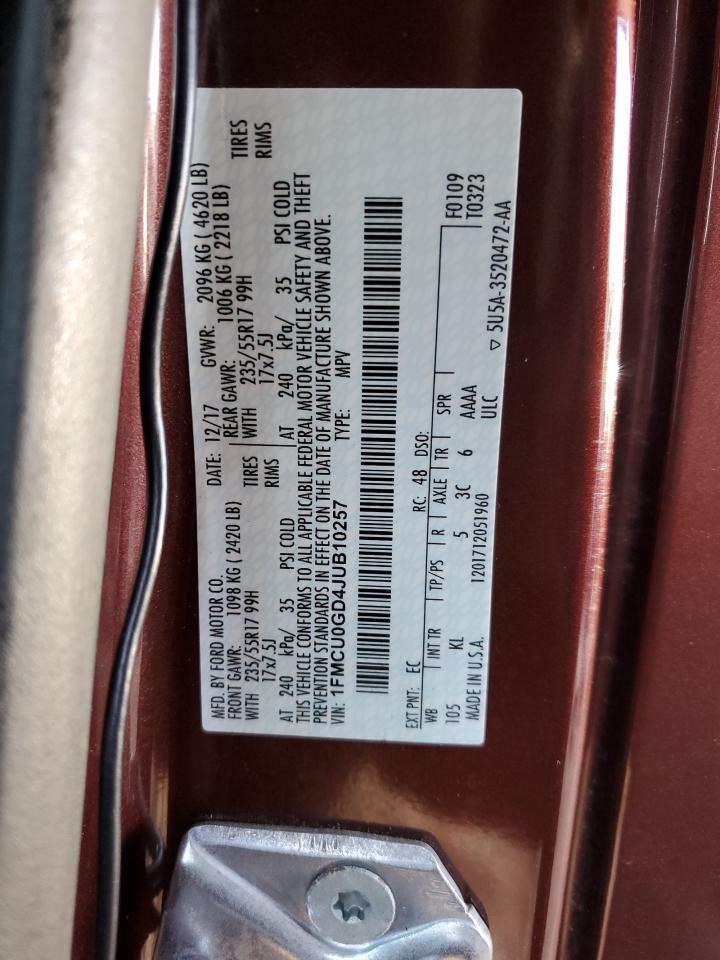 MFD. BY FORD MOTOR CO. DATE: 12/17 GVWR: 2096 KG ( 4620 LB)
FRONT GAWR: 1098 KG ( 2420 LB) REAR GAWR: 1006 KG ( 2218 LB)
WITH 235/55R17 99H TIRES WITH 235/55R17 99H TIRES
17x7.5J RIMS 17x7.5J RIMS
AT 240 kPa/ 35 PSI COLD AT 240 kPa/ 35 PSI COLD
THIS VEHICLE CONFORMS TO ALL APPLICABLE FEDERAL MOTOR VEHICLE SAFETY AND THEFT
PREVENTION STANDARDS IN EFFECT ON THE DATE OF MANUFACTURE SHOWN ABOVE.
VIN: 1FMCU0GD4JUB10257 TYPE: MPV
EXT PNT: EC RC: 48 DSO:
WB INT TR TP/PS R AXLE TR SPR F0109
105 KL 5 3C 6 AAAA T0323
MADE IN U.S.A. 1201712051960 ULC ▽ 5U5A-3520472-AA